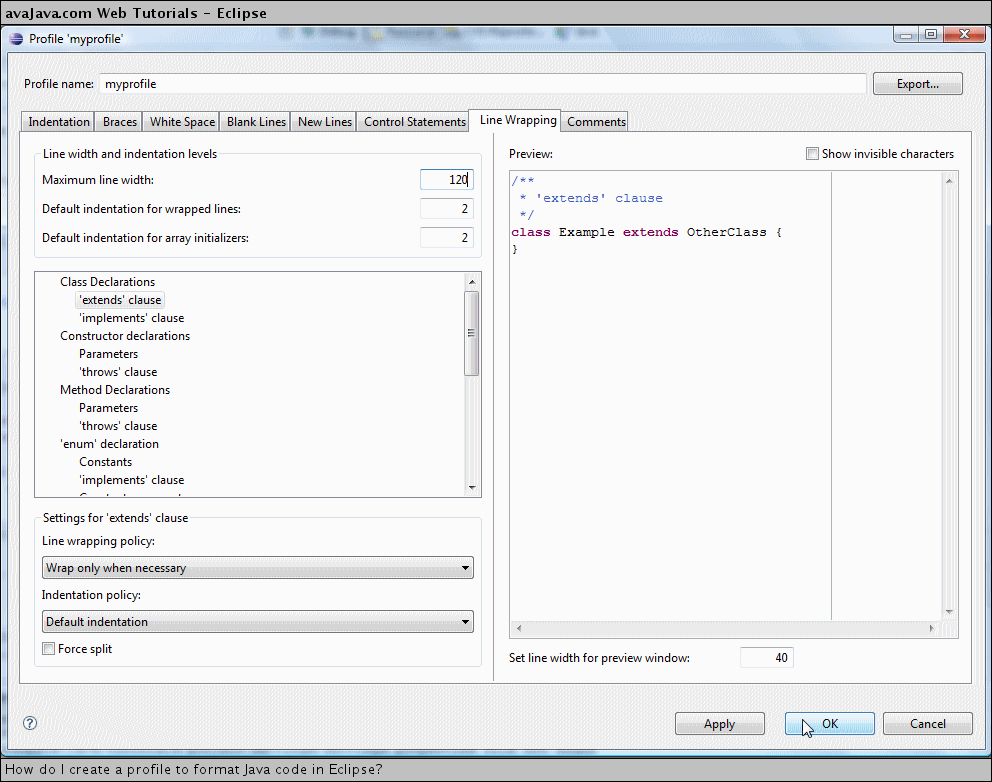 avaJava.com Web Tutorials - Eclipse
Profile 'myprofile'
Profile name: myprofile Export...
Indentation Braces White Space Blank Lines New Lines Control Statements Line Wrapping Comments
Line width and indentation levels
Maximum line width: 120
Default indentation for wrapped lines: 2
Default indentation for array initializers: 2
Class Declarations
'extends' clause
'implements' clause
Constructor declarations
Parameters
'throws' clause
Method Declarations
Parameters
'throws' clause
'enum' declaration
Constants
'implements' clause
Settings for 'extends' clause
Line wrapping policy:
Wrap only when necessary
Indentation policy:
Default indentation
Force split
Preview: Show invisible characters
/**
* 'extends' clause
*/
class Example extends OtherClass {
}
Set line width for preview window: 40
? Apply OK Cancel
How do I create a profile to format Java code in Eclipse?